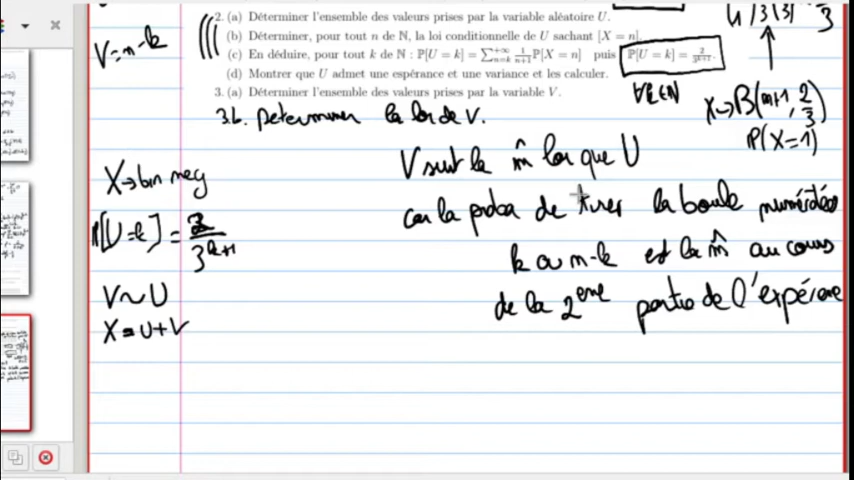 2. (a) Déterminer l'ensemble des valeurs prises par la variable aléatoire U.
(b) Déterminer, pour tout n de ℕ, la loi conditionnelle de U sachant [X = n].
(c) En déduire, pour tout k de ℕ : ℙ[U = k] = ∑_{n=k}^{+∞} 1/(n+1) ℙ[X = n] puis ℙ[U = k] = 2/3^{k+1}.
(d) Montrer que U admet une espérance et une variance et les calculer.
3. (a) Déterminer l'ensemble des valeurs prises par la variable V.
V = n-k
3b. Determiner la loi de V.
X → B(n+1, 2/3)
P(X=1)
V suit la m̂ loi que U
car la proba de tirer la boule numérotée
k ou n-k est la m̂ au cours
de la 2ème partie de l'expérience
X → bin neg
P[U=k] = 2/3^{k+1}
V ~ U
X = U+V